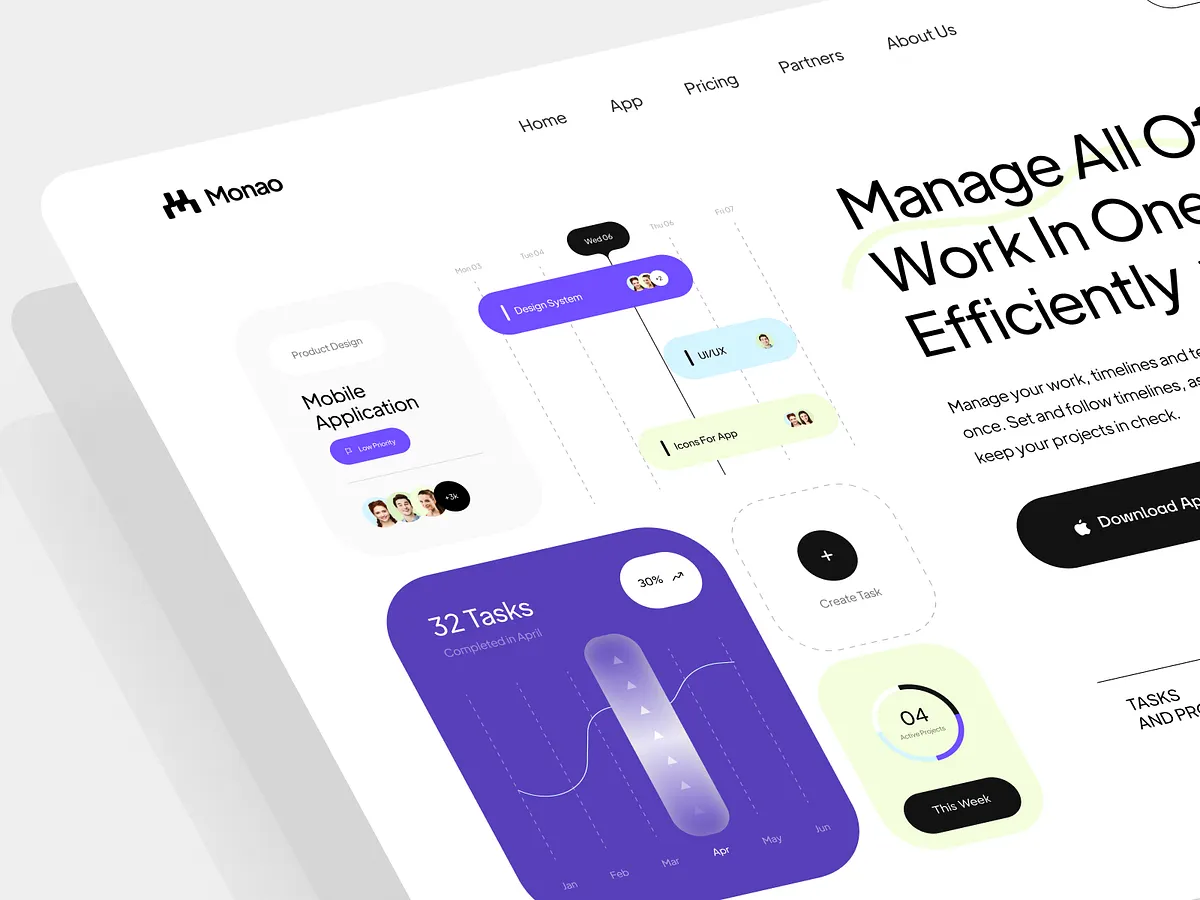 Home
App
Pricing
Partners
About Us
Monao
Mon 03
Tue 04
Wed 06
Thu 06
Fri 07
Design System
+2
UI/UX
Icons For App
Product Design
Mobile
Application
Low Priority
+3k
Manage All Of
Work In One
Efficiently
Manage your work, timelines and
once. Set and follow timelines,
keep your projects in check.
Download
32 Tasks
Completed in April
30%
Jan
Feb
Mar
Apr
May
Jun
+
Create Task
04
Active Projects
This Week
TASKS
AND